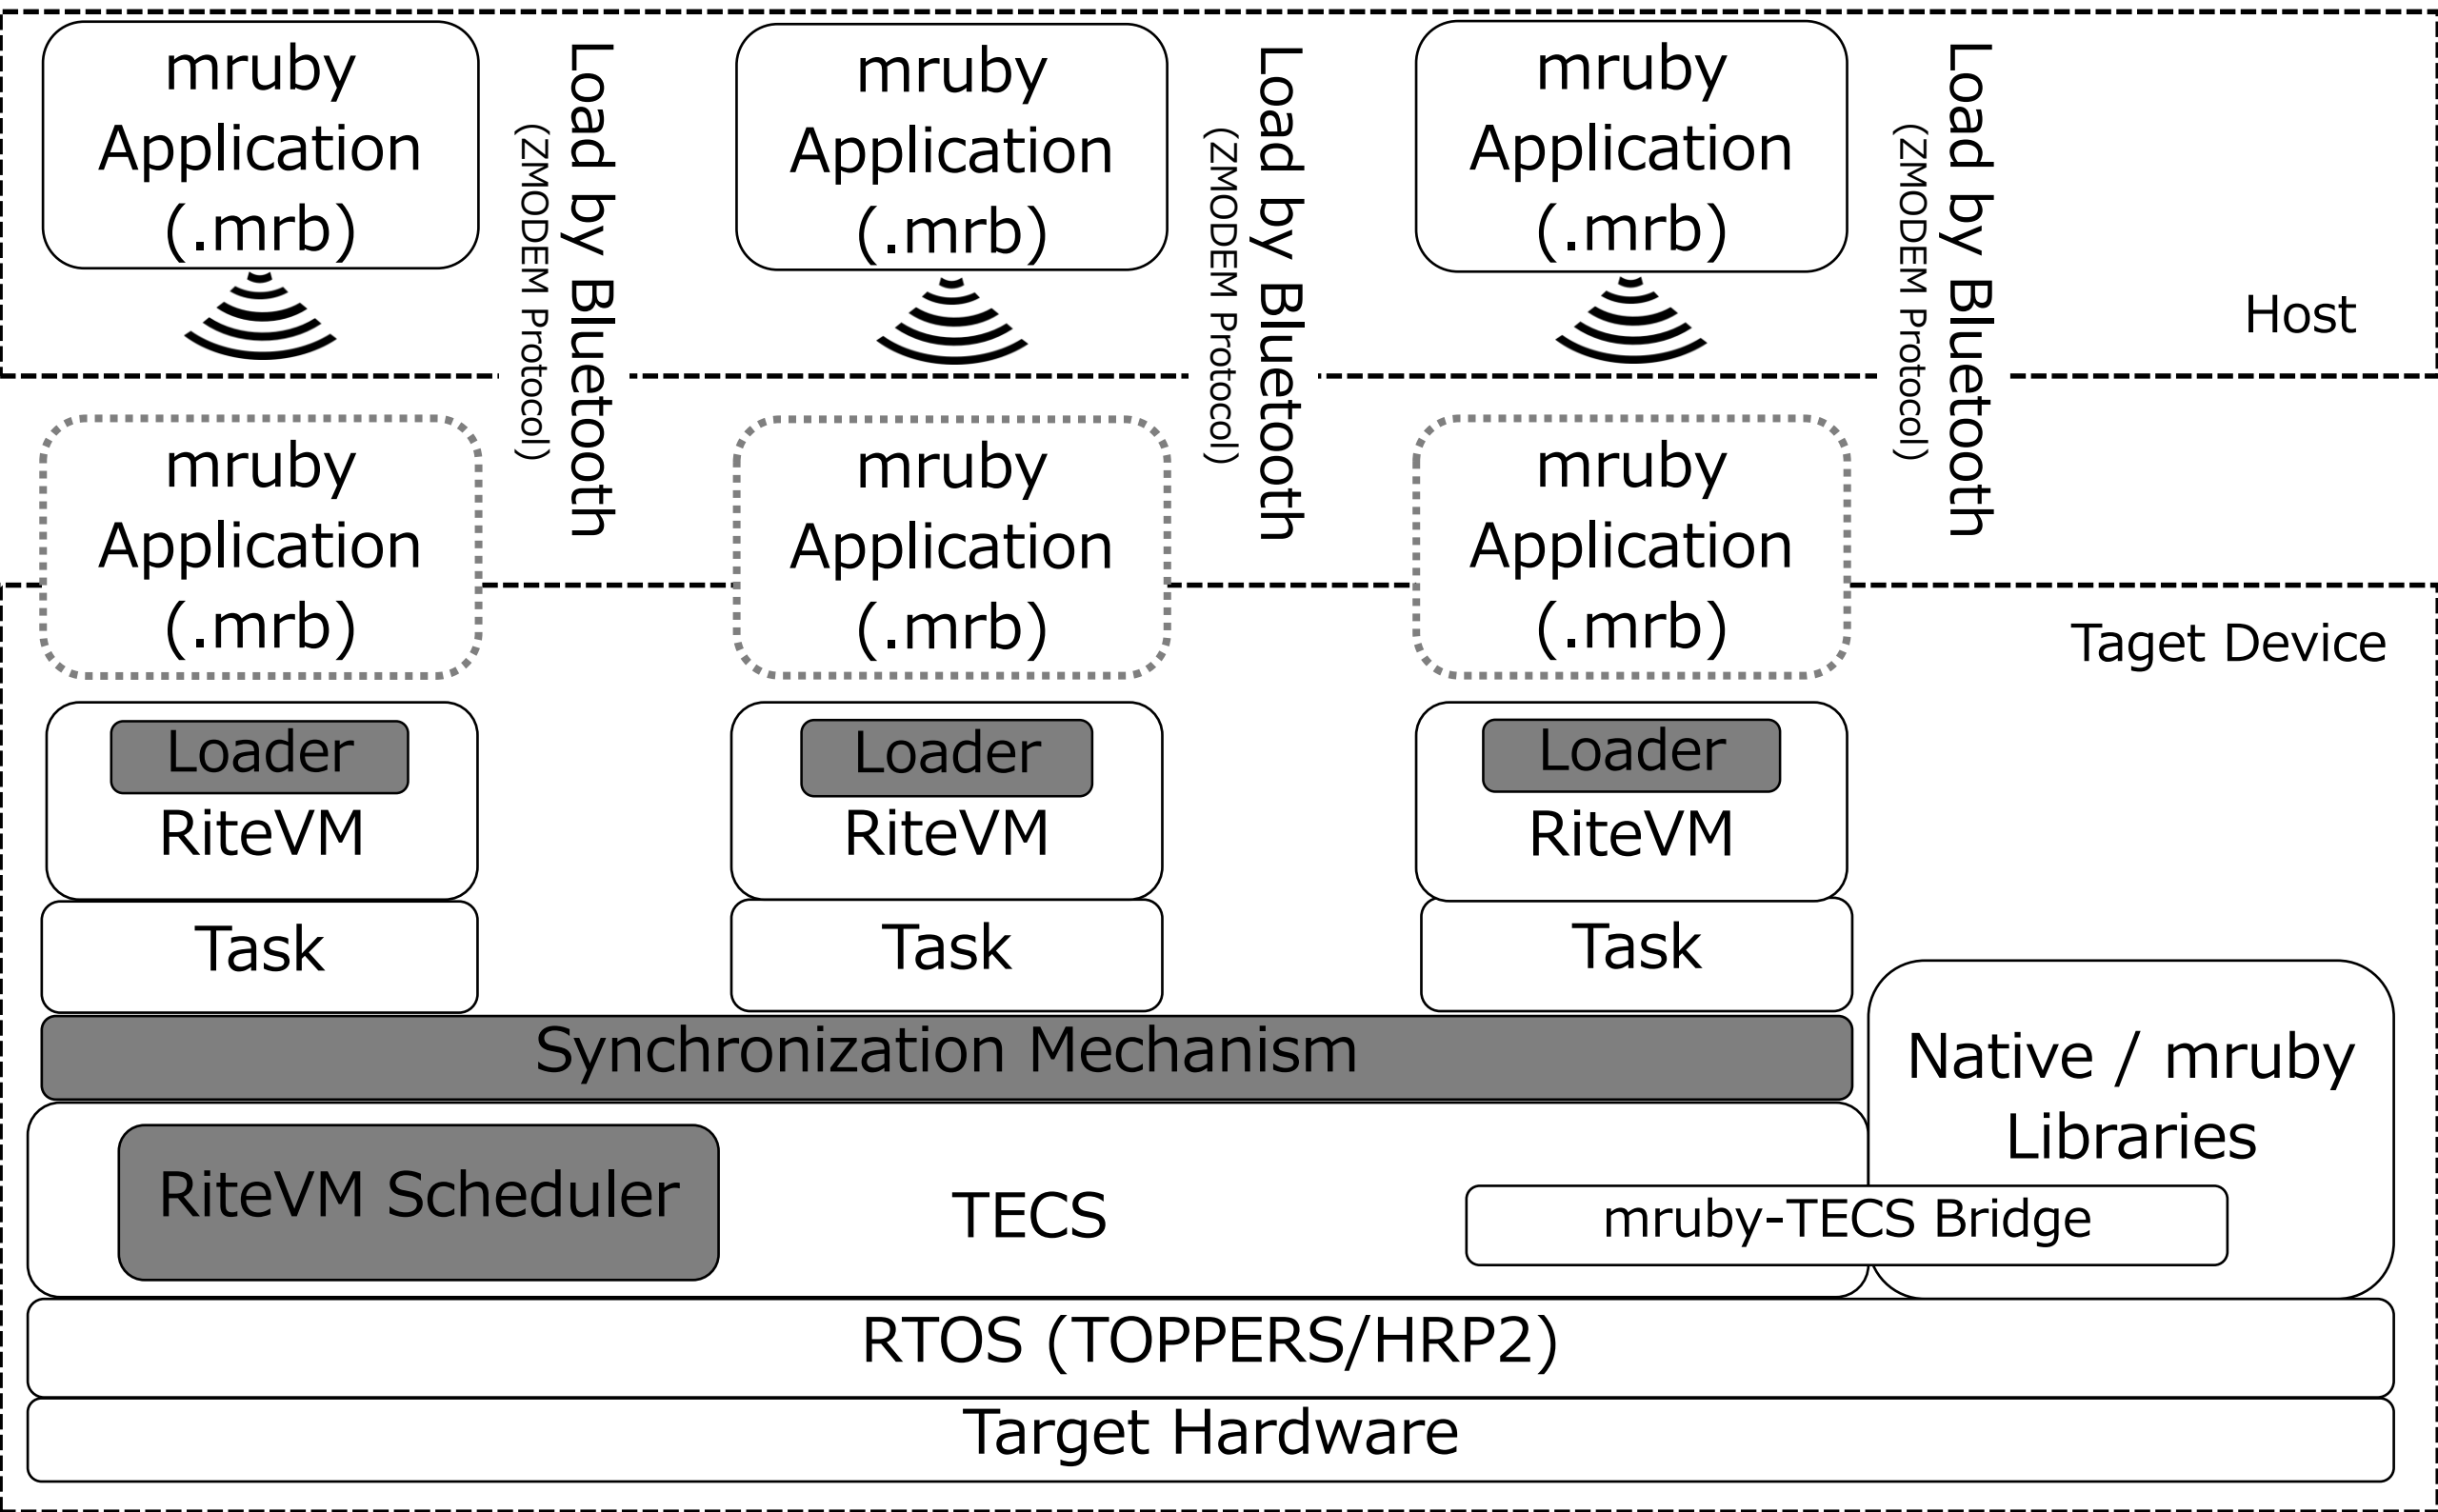 mruby
Application
(.mrb)
Load by Bluetooth
(ZMODEM Protocol)
mruby
Application
(.mrb)
Load by Bluetooth
(ZMODEM Protocol)
mruby
Application
(.mrb)
Load by Bluetooth
(ZMODEM Protocol)
Host
mruby
Application
(.mrb)
mruby
Application
(.mrb)
mruby
Application
(.mrb)
Taget Device
Loader
RiteVM
Task
Loader
RiteVM
Task
Loader
RiteVM
Task
Synchronization Mechanism
Native / mruby
Libraries
RiteVM Scheduler
TECS
mruby-TECS Bridge
RTOS (TOPPERS/HRP2)
Target Hardware